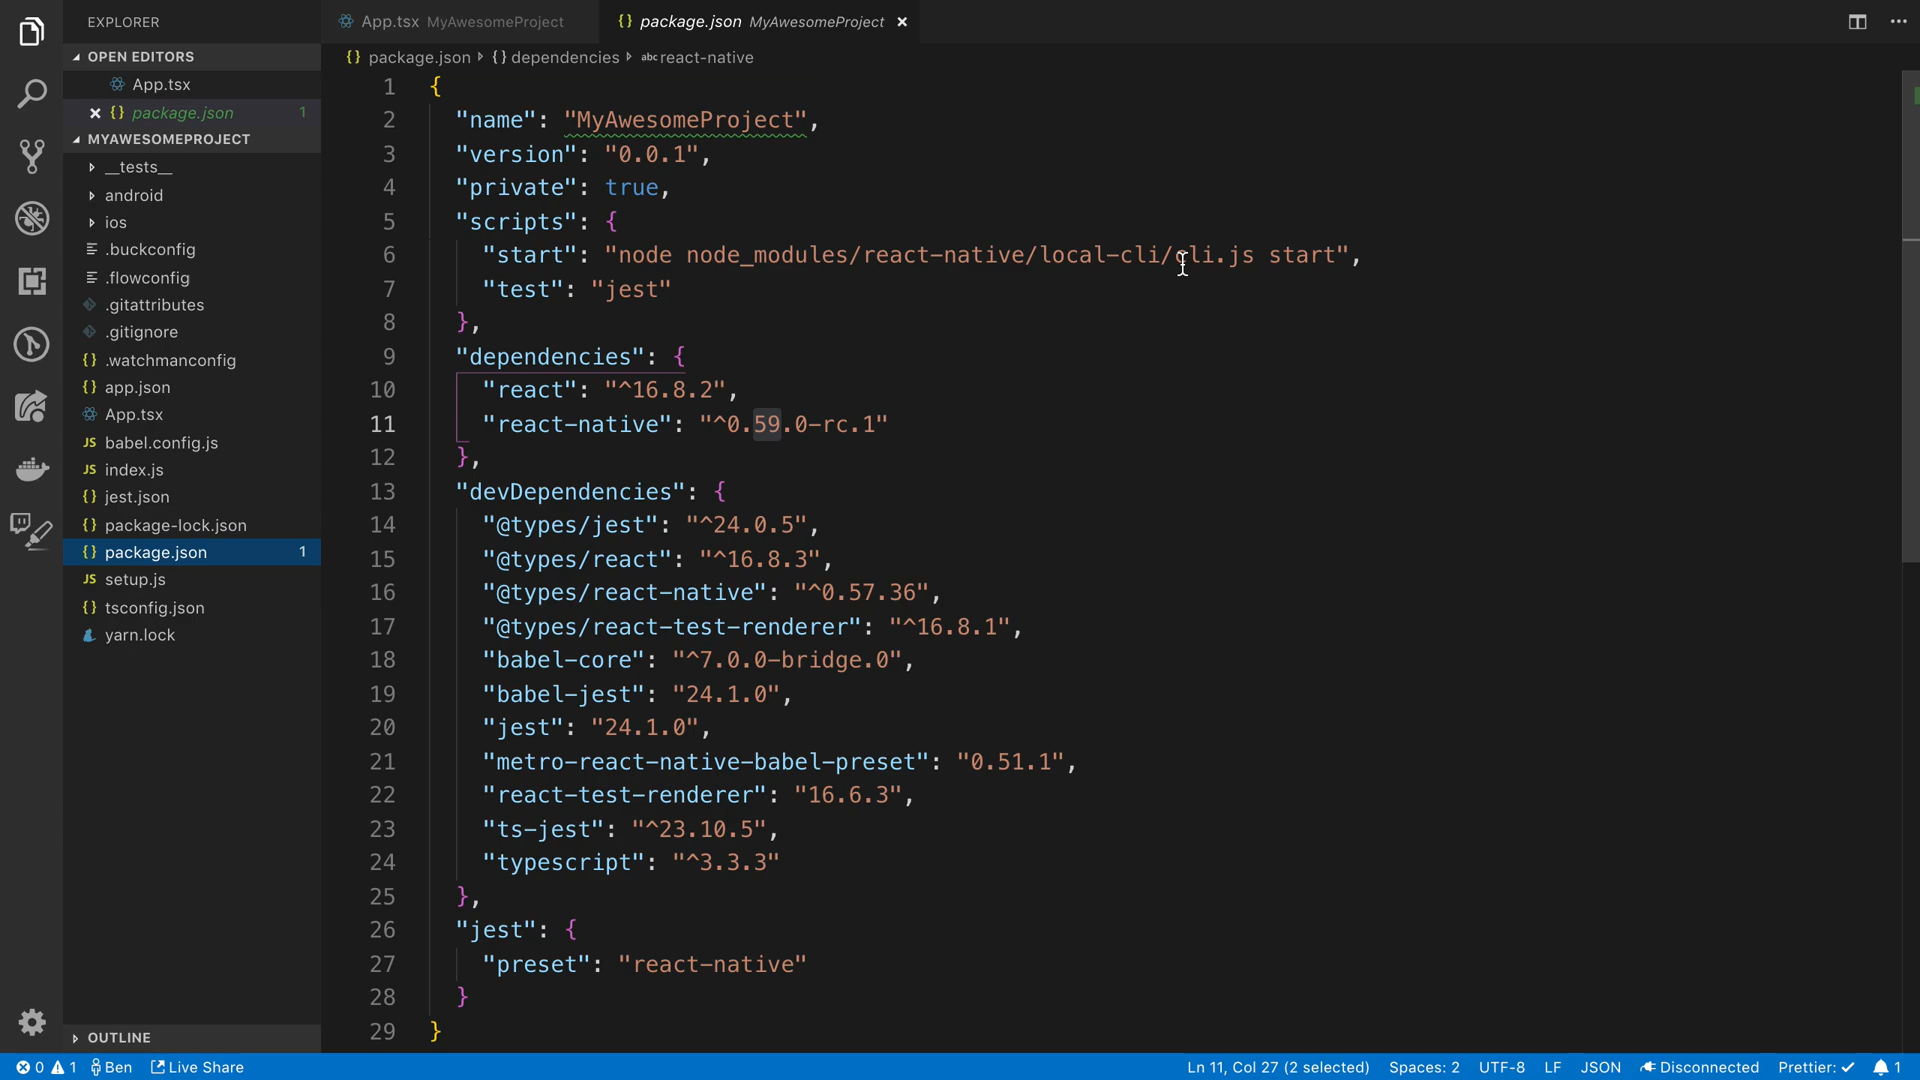 EXPLORER
OPEN EDITORS
App.tsx
package.json 1
MYAWESOMEPROJECT
__tests__
android
ios
.buckconfig
.flowconfig
.gitattributes
.gitignore
.watchmanconfig
app.json
App.tsx
babel.config.js
index.js
jest.json
package-lock.json
package.json 1
setup.js
tsconfig.json
yarn.lock
OUTLINE
App.tsx MyAwesomeProject
package.json MyAwesomeProject
package.json dependencies abc react-native
1 {
2 "name": "MyAwesomeProject",
3 "version": "0.0.1",
4 "private": true,
5 "scripts": {
6 "start": "node node_modules/react-native/local-cli/cli.js start",
7 "test": "jest"
8 },
9 "dependencies": {
10 "react": "^16.8.2",
11 "react-native": "^0.59.0-rc.1"
12 },
13 "devDependencies": {
14 "@types/jest": "^24.0.5",
15 "@types/react": "^16.8.3",
16 "@types/react-native": "^0.57.36",
17 "@types/react-test-renderer": "^16.8.1",
18 "babel-core": "^7.0.0-bridge.0",
19 "babel-jest": "24.1.0",
20 "jest": "24.1.0",
21 "metro-react-native-babel-preset": "0.51.1",
22 "react-test-renderer": "16.6.3",
23 "ts-jest": "^23.10.5",
24 "typescript": "^3.3.3"
25 },
26 "jest": {
27 "preset": "react-native"
28 }
29 }
0 1 Ben Live Share Ln 11, Col 27 (2 selected) Spaces: 2 UTF-8 LF JSON Disconnected Prettier: ✓ 1